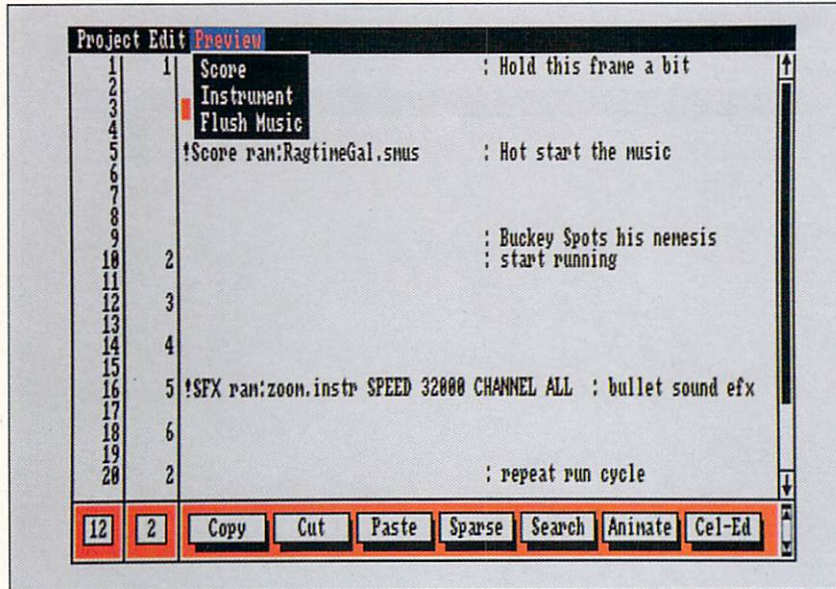 Project Edit Preview
1 1 Score : Hold this frame a bit
2 Instrument
3 Flush Music
4
5 !Score ram:RagtimeGal.smus : Hot start the music
6
7
8
9 : Buckey Spots his nemesis
10 2 : start running
11
12 3
13
14 4
15
16 5 !SFX ram:zoom.instr SPEED 32000 CHANNEL ALL : bullet sound efx
17
18 6
19
20 2 : repeat run cycle
12 2 Copy Cut Paste Sparse Search Animate Cel-Ed